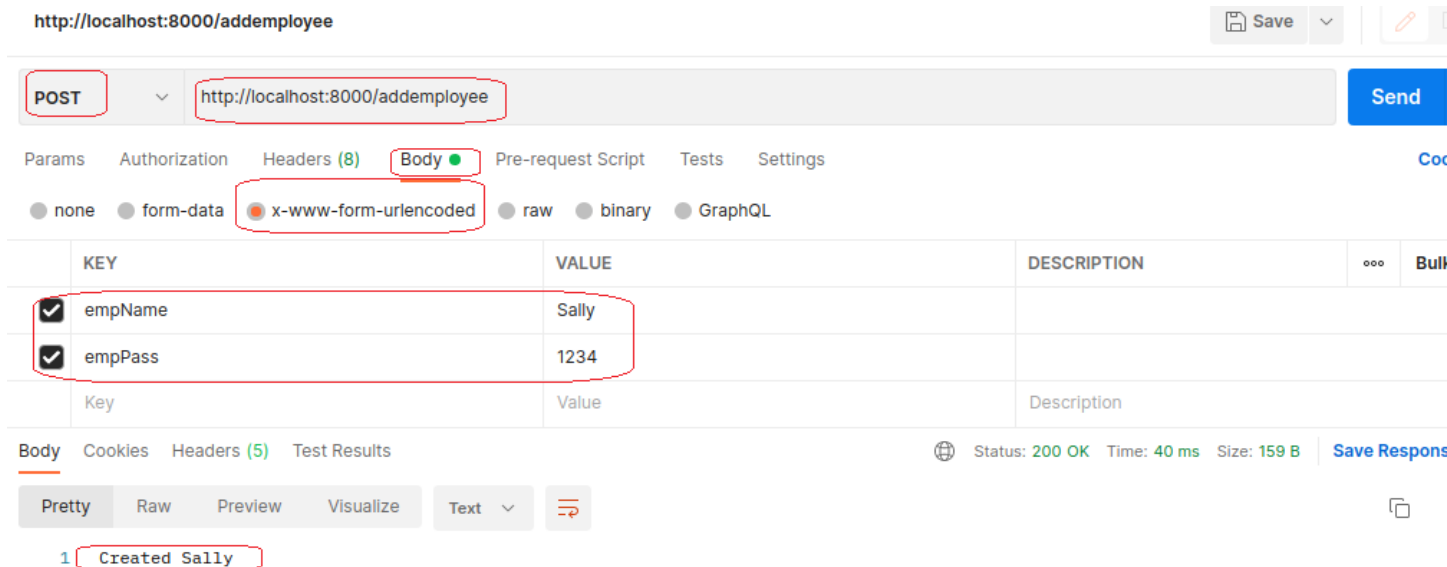 http://localhost:8000/addemployee Save
POST http://localhost:8000/addemployee Send
Params Authorization Headers (8) Body Pre-request Script Tests Settings
none form-data x-www-form-urlencoded raw binary GraphQL
KEY VALUE DESCRIPTION ooo
empName Sally
empPass 1234
Key Value Description
Body Cookies Headers (5) Test Results Status: 200 OK Time: 40 ms Size: 159 B Save Respons
Pretty Raw Preview Visualize Text
1 Created Sally